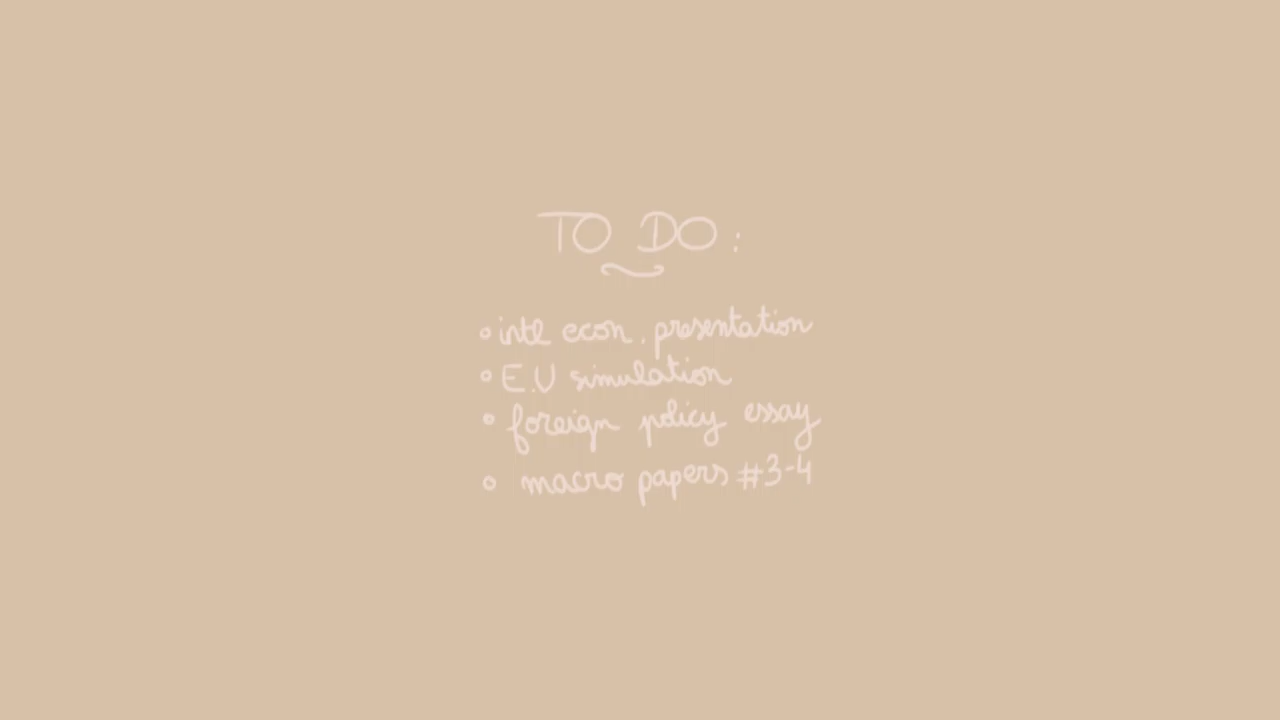 TO DO :
intl econ. presentation
E.U simulation
foreign policy essay
macro papers #3-4